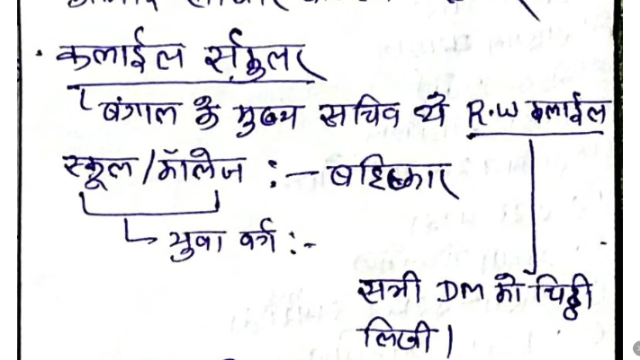 कलाईल सर्कुलर
बंगाल के मुख्य सचिव थे R.W कलाईल
स्कूल/कॉलेज :- बहिष्कार
युवा वर्ग :-
सभी DM को चिठ्ठी
लिखी।